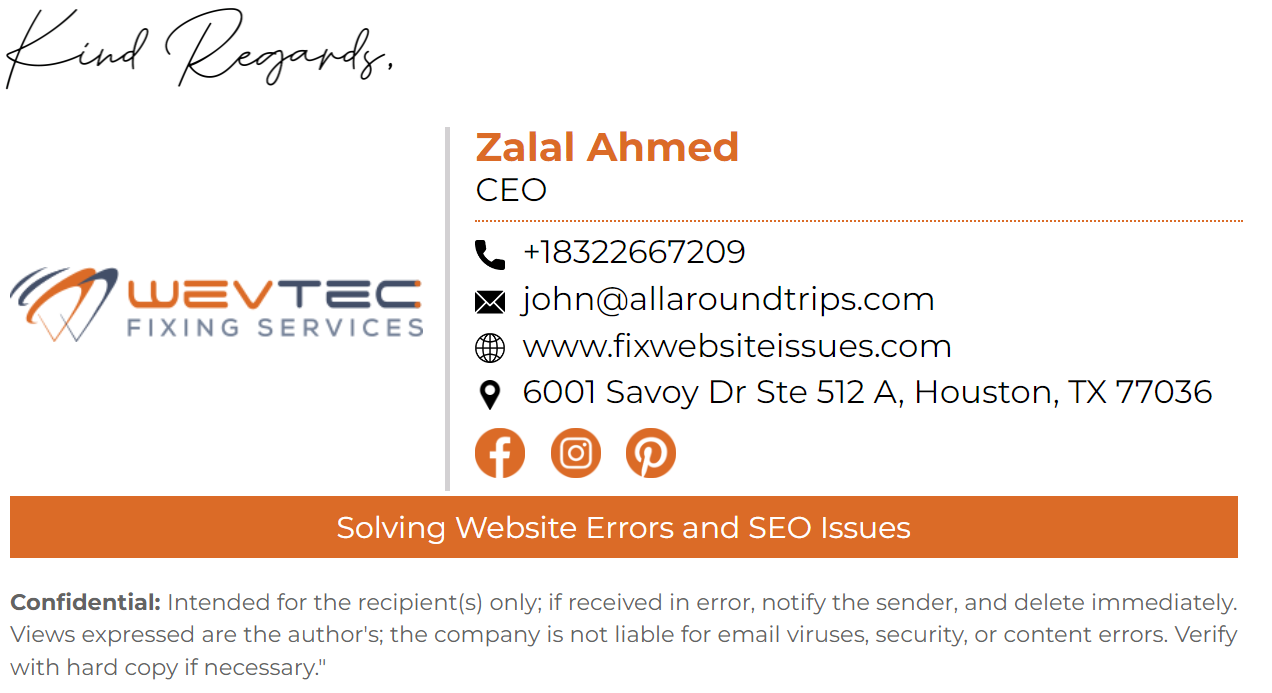 Kind Regards,
Zalal Ahmed
CEO
+18322667209
john@allaroundtrips.com
WEVTEC
FIXING SERVICES
www.fixwebsiteissues.com
6001 Savoy Dr Ste 512 A, Houston, TX 77036
Solving Website Errors and SEO Issues
Confidential: Intended for the recipient(s) only; if received in error, notify the sender, and delete immediately.
Views expressed are the author's; the company is not liable for email viruses, security, or content errors. Verify
with hard copy if necessary."